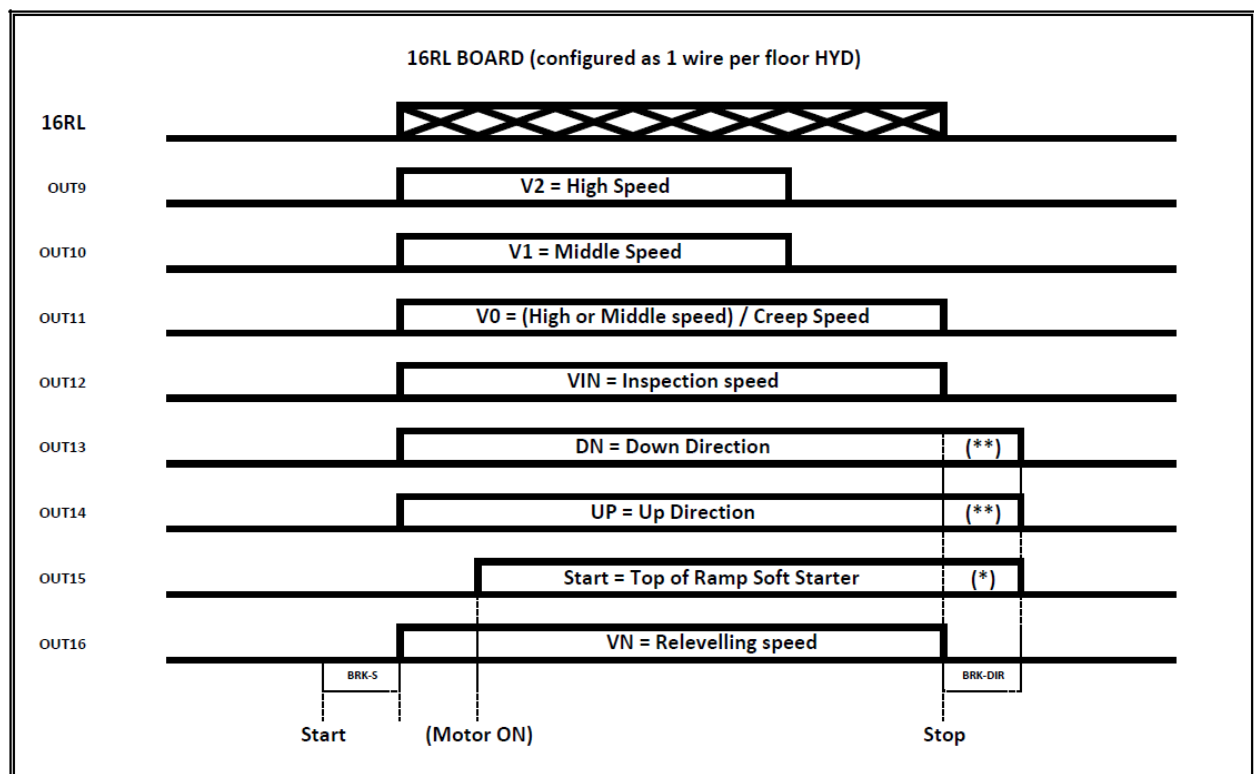 16RL BOARD (configured as 1 wire per floor HYD)
16RL
OUT9 V2 = High Speed
OUT10 V1 = Middle Speed
OUT11 V0 = (High or Middle speed) / Creep Speed
OUT12 VIN = Inspection speed
OUT13 DN = Down Direction (**)
OUT14 UP = Up Direction (**)
OUT15 Start = Top of Ramp Soft Starter (*)
OUT16 VN = Relevelling speed
BRK-S BRK-DIR
Start (Motor ON) Stop